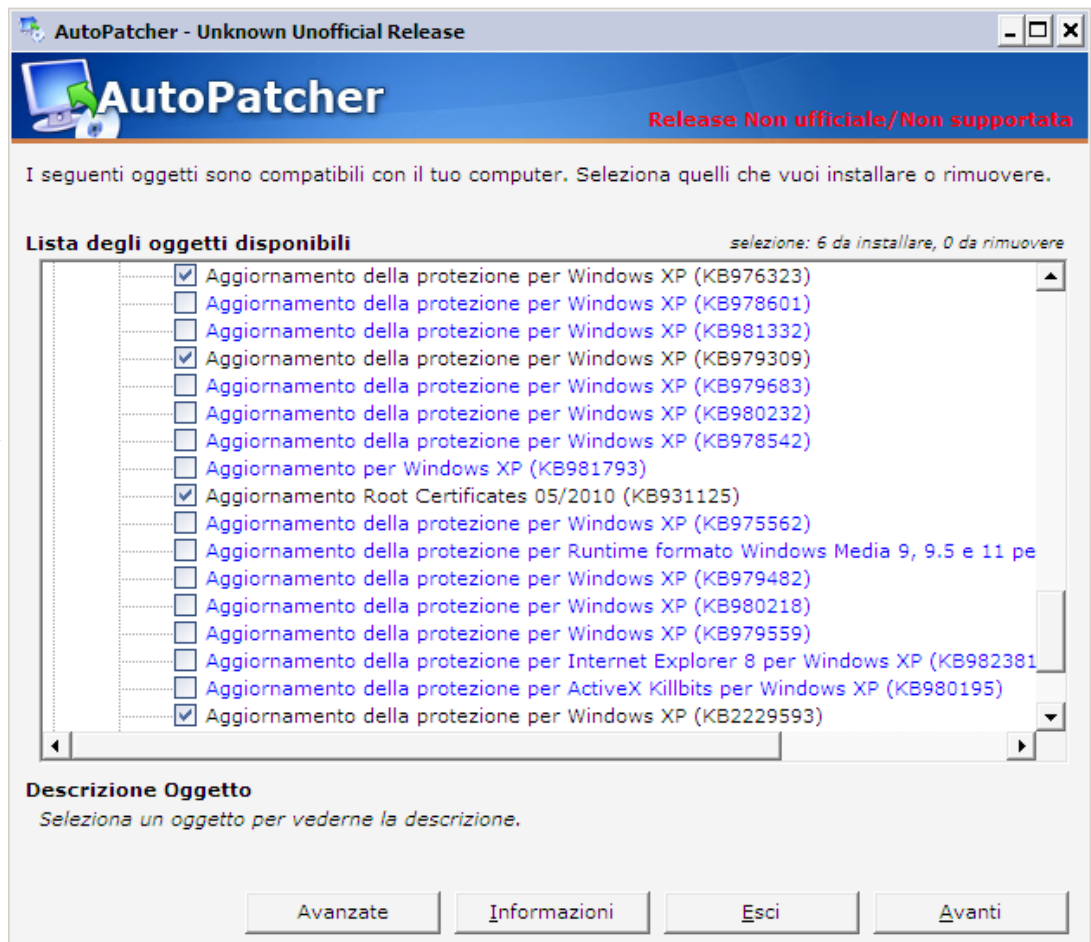 AutoPatcher - Unknown Unofficial Release
AutoPatcher
Release Non ufficiale/Non supportata
I seguenti oggetti sono compatibili con il tuo computer. Seleziona quelli che vuoi installare o rimuovere.
Lista degli oggetti disponibili
selezione: 6 da installare, 0 da rimuovere
Aggiornamento della protezione per Windows XP (KB976323)
Aggiornamento della protezione per Windows XP (KB978601)
Aggiornamento della protezione per Windows XP (KB981332)
Aggiornamento della protezione per Windows XP (KB979309)
Aggiornamento della protezione per Windows XP (KB979683)
Aggiornamento della protezione per Windows XP (KB980232)
Aggiornamento della protezione per Windows XP (KB978542)
Aggiornamento per Windows XP (KB981793)
Aggiornamento Root Certificates 05/2010 (KB931125)
Aggiornamento della protezione per Windows XP (KB975562)
Aggiornamento della protezione per Runtime formato Windows Media 9, 9.5 e 11 pe
Aggiornamento della protezione per Windows XP (KB979482)
Aggiornamento della protezione per Windows XP (KB980218)
Aggiornamento della protezione per Windows XP (KB979559)
Aggiornamento della protezione per Internet Explorer 8 per Windows XP (KB982381
Aggiornamento della protezione per ActiveX Killbits per Windows XP (KB980195)
Aggiornamento della protezione per Windows XP (KB2229593)
Descrizione Oggetto
Seleziona un oggetto per vederne la descrizione.
Avanzate
Informazioni
Esci
Avanti